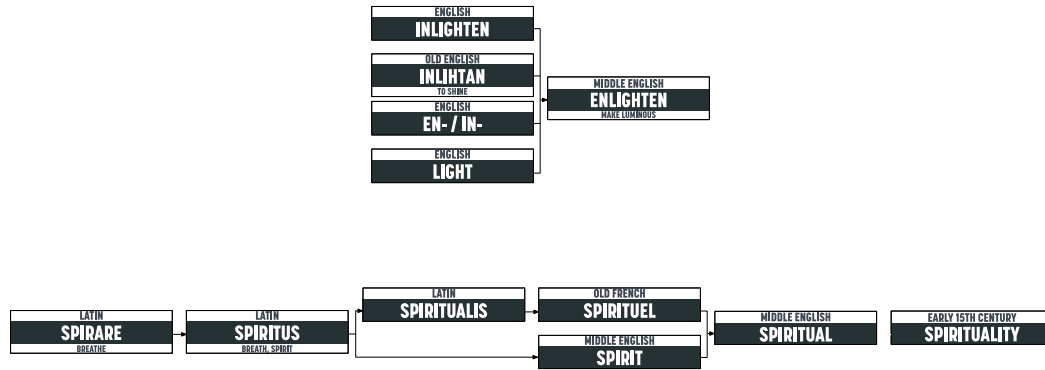 ENGLISH
INLIGHTEN
OLD ENGLISH
INLIHTAN
TO SHINE
ENGLISH
EN- / IN-
ENGLISH
LIGHT
MIDDLE ENGLISH
ENLIGHTEN
MAKE LUMINOUS
LATIN
SPIRARE
BREATHE
LATIN
SPIRITUS
BREATH, SPIRIT
LATIN
SPIRITUALIS
OLD FRENCH
SPIRITUEL
MIDDLE ENGLISH
SPIRIT
MIDDLE ENGLISH
SPIRITUAL
EARLY 15TH CENTURY
SPIRITUALITY